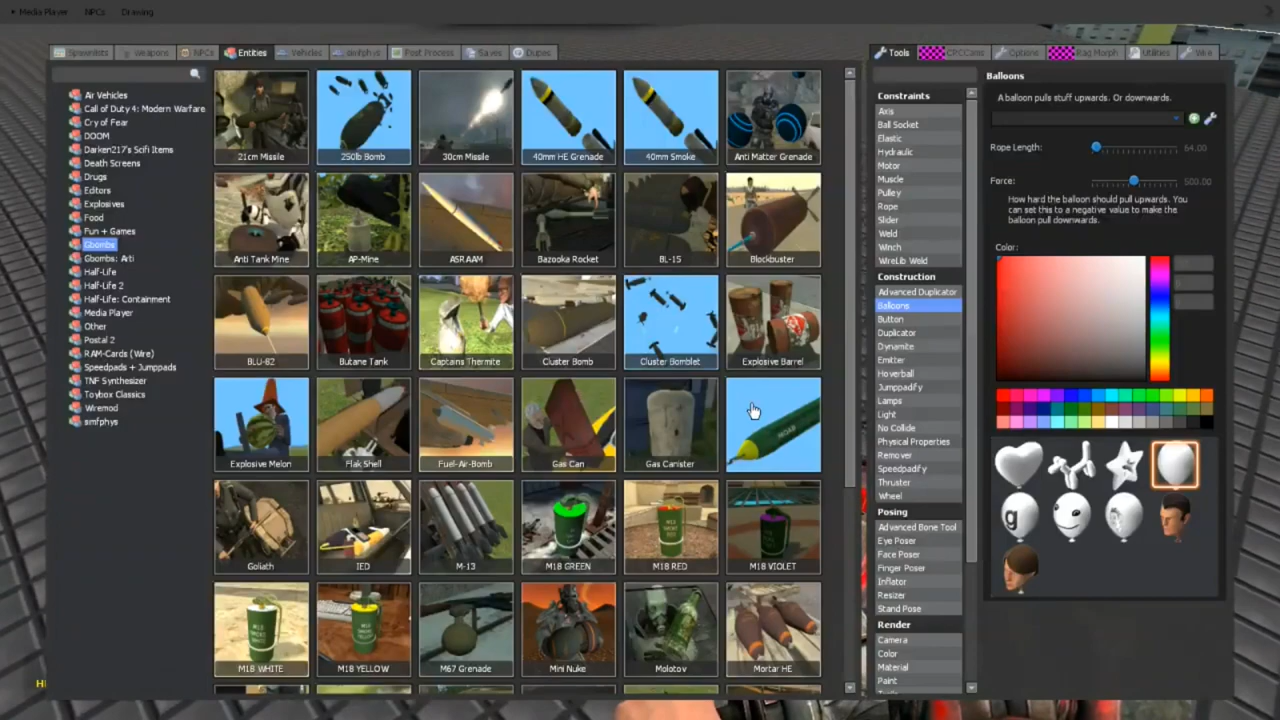 Media Player NPCs Drawing
Spawnlists Weapons NPCs Entities Vehicles simfphys Post Process Saves Dupes
Air Vehicles
Call of Duty 4: Modern Warfare
Cry of Fear
DOOM
Darken217's Scifi Items
Death Screens
Drugs
Editors
Explosives
Food
Fun + Games
Gbombs
Gbombs: Arti
Half-Life
Half-Life 2
Half-Life: Containment
Media Player
Other
Postal 2
RAM-Cards (Wire)
Speedpads + Jumppads
TNF Synthesizer
Toybox Classics
Wiremod
simfphys
21cm Missile 250lb Bomb 30cm Missile 40mm HE Grenade 40mm Smoke Anti Matter Grenade
Anti Tank Mine AP-Mine ASRAAM Bazooka Rocket BL-15 Blockbuster
BLU-82 Butane Tank Captains Thermite Cluster Bomb Cluster Bomblet Explosive Barrel
Explosive Melon Flak Shell Fuel-Air-Bomb Gas Can Gas Canister
MOAB
Goliath IED M-13 M18 GREEN M18 RED M18 VIOLET
M18 WHITE M18 YELLOW M67 Grenade Mini Nuke Molotov Mortar HE
Tools CRCCams Options Rag Morph Utilities Wire
Constraints
Axis
Ball Socket
Elastic
Hydraulic
Motor
Muscle
Pulley
Rope
Slider
Weld
Winch
WireLib Weld
Construction
Advanced Duplicator
Balloons
Button
Duplicator
Dynamite
Emitter
Hoverball
Jumppadify
Lamps
Light
No Collide
Physical Properties
Remover
Speedpadify
Thruster
Wheel
Posing
Advanced Bone Tool
Eye Poser
Face Poser
Finger Poser
Inflator
Resizer
Stand Pose
Render
Camera
Color
Material
Paint
Balloons
A balloon pulls stuff upwards. Or downwards.
Rope Length: 64.00
Force: 500.00
How hard the balloon should pull upwards. You
can set this to a negative value to make the
balloon pull downwards.
Color:
g